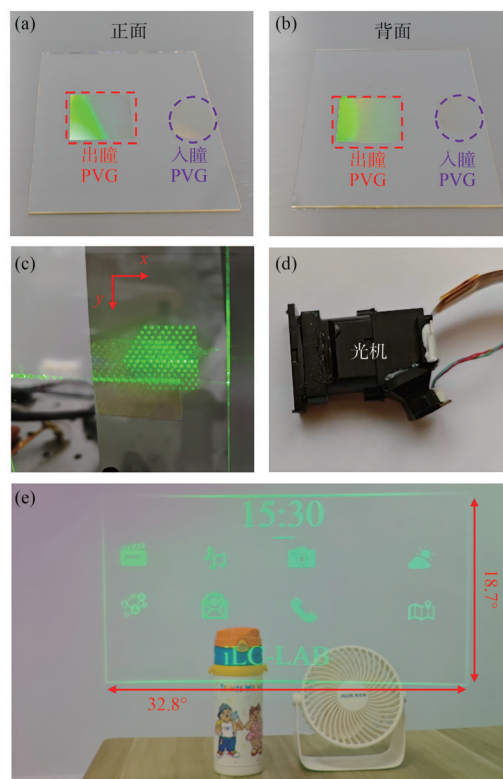 (a)
正面
出瞳
PVG
入瞳
PVG
(b)
背面
出瞳
PVG
入瞳
PVG
(c)
x
y
(d)
光机
(e)
15:30
iLC-LAB
18.7°
32.8°